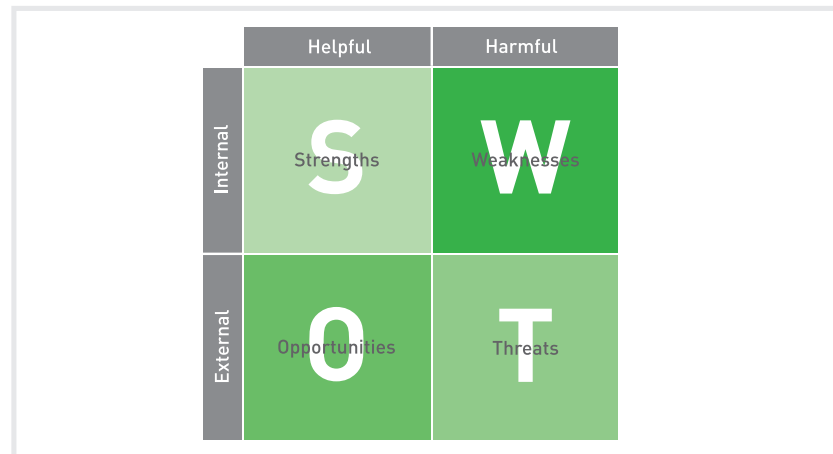 Helpful Harmful
Internal
S
Strengths
W
Weaknesses
External
O
Opportunities
T
Threats